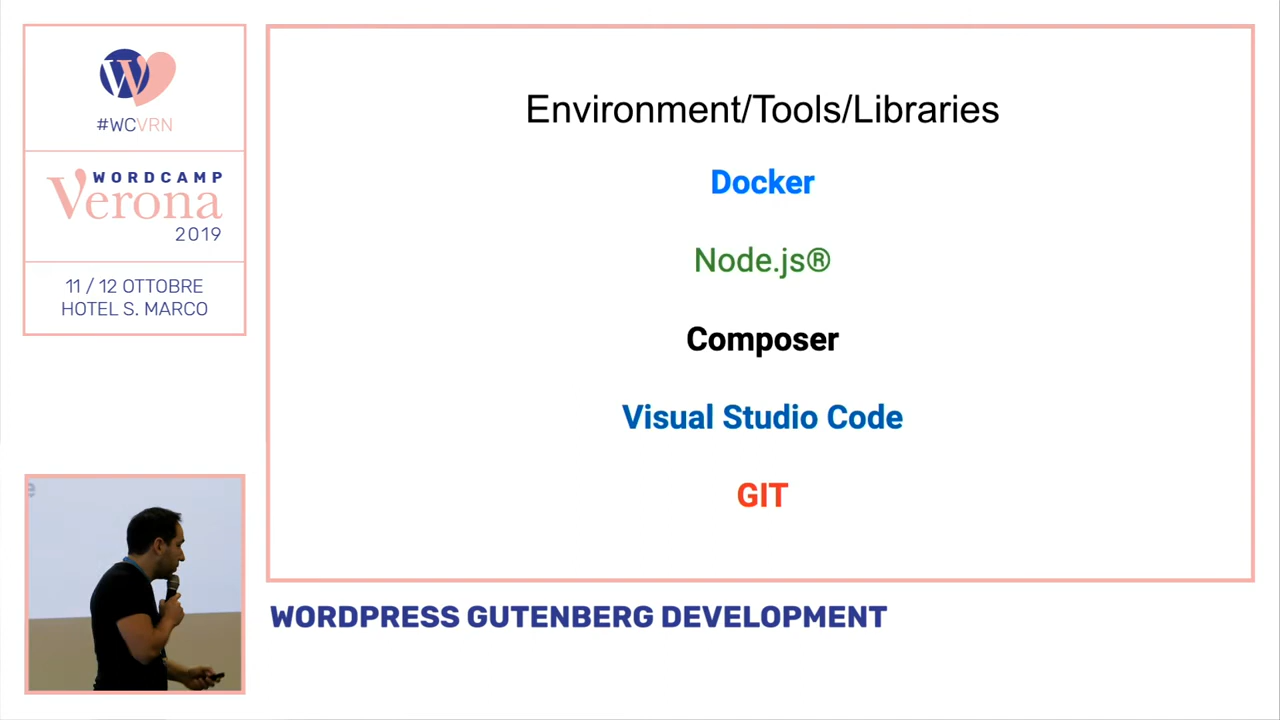 #WCVRN
WORDCAMP
Verona
2019
11 / 12 OTTOBRE
HOTEL S. MARCO
Environment/Tools/Libraries
Docker
Node.js®
Composer
Visual Studio Code
GIT
WORDPRESS GUTENBERG DEVELOPMENT